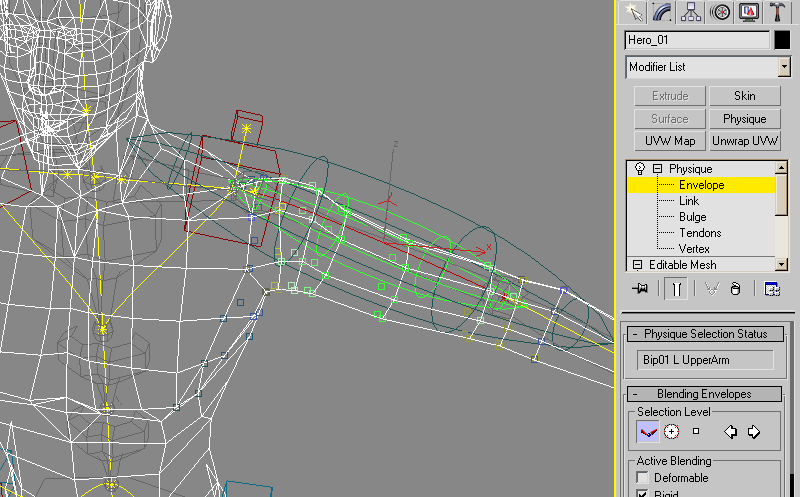 Hero_01
Modifier List
Extrude Skin
Surface Physique
UVW Map Unwrap UVW
Physique
Envelope
Link
Bulge
Tendons
Vertex
Editable Mesh
z
x
- Physique Selection Status
Bip01 L UpperArm
- Blending Envelopes
Selection Level
Active Blending
Deformable
Rigid